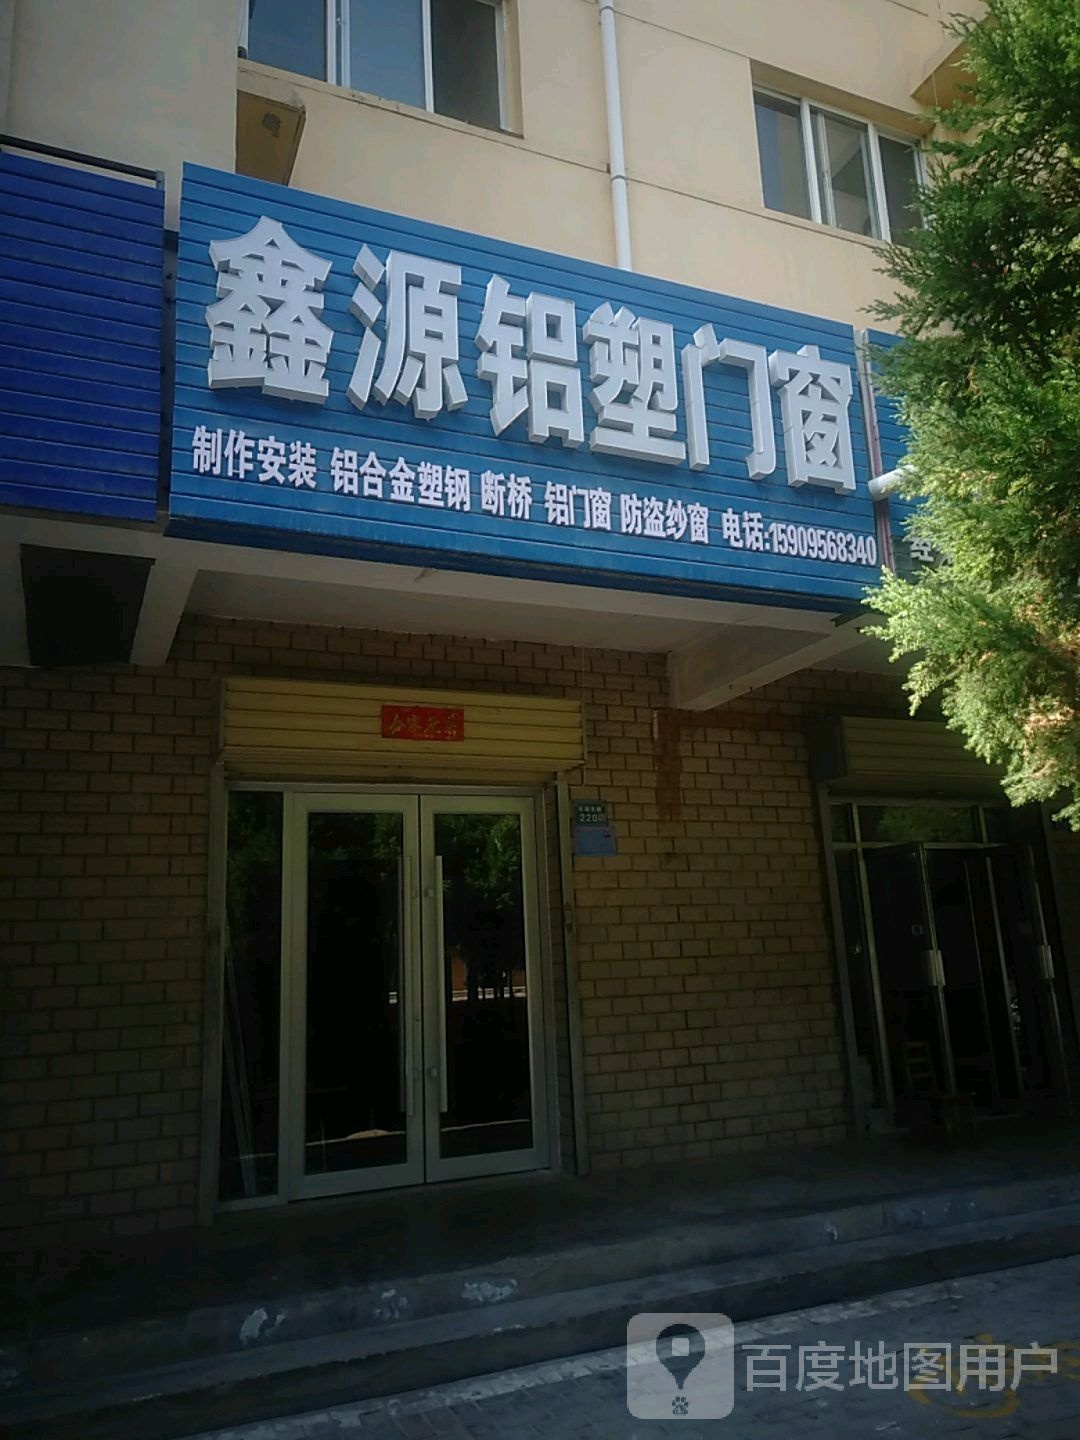 鑫源铝塑门窗
制作安装 铝合金塑钢 断桥 铝门窗 防盗纱窗 电话:15909568340
220
百度地图用户